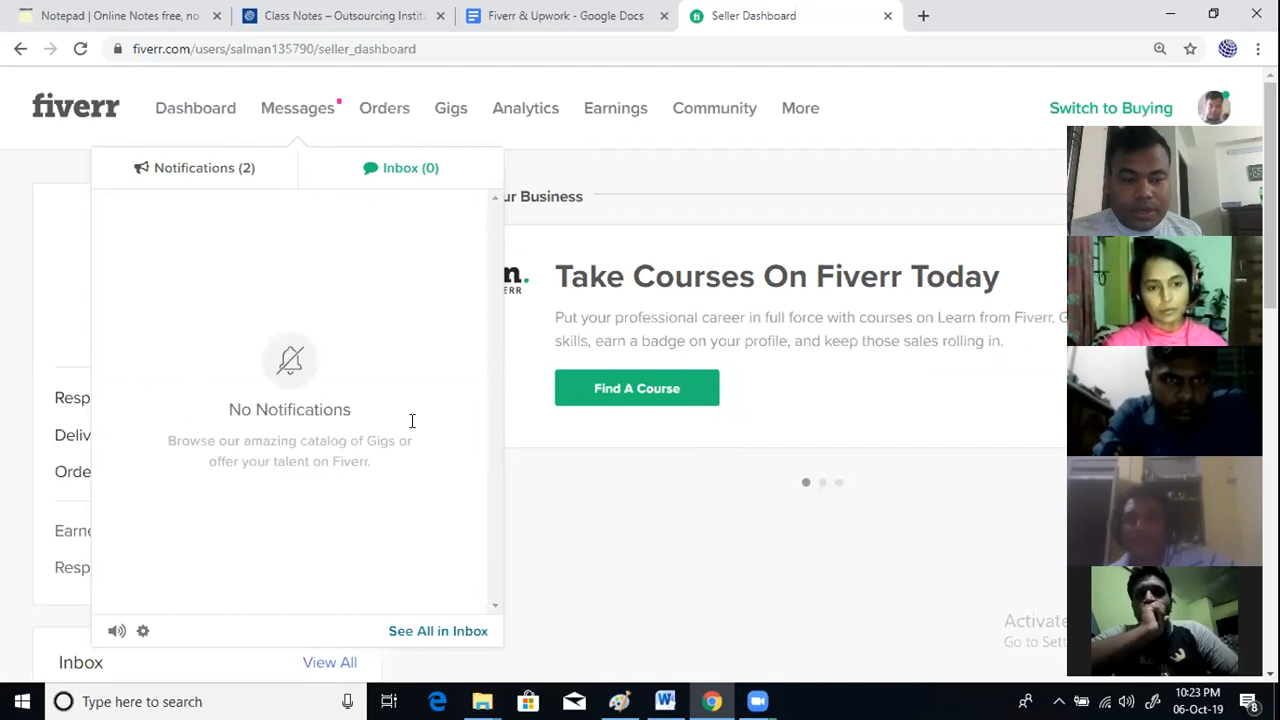 Notepad | Online Notes free, no
Class Notes – Outsourcing Instit
Fiverr & Upwork - Google Docs
Seller Dashboard
fiverr.com/users/salman135790/seller_dashboard
fiverr
Dashboard
Messages
Orders
Gigs
Analytics
Earnings
Community
More
Switch to Buying
Notifications (2)
Inbox (0)
ur Business
n.
ERR
Take Courses On Fiverr Today
Put your professional career in full force with courses on Learn from Fiverr. G
skills, earn a badge on your profile, and keep those sales rolling in.
Find A Course
No Notifications
Browse our amazing catalog of Gigs or
offer your talent on Fiverr.
Resp
Deliv
Orde
Earne
Resp
See All in Inbox
Inbox
View All
Activate
Go to Sett
Type here to search
10:23 PM
06-Oct-19
8